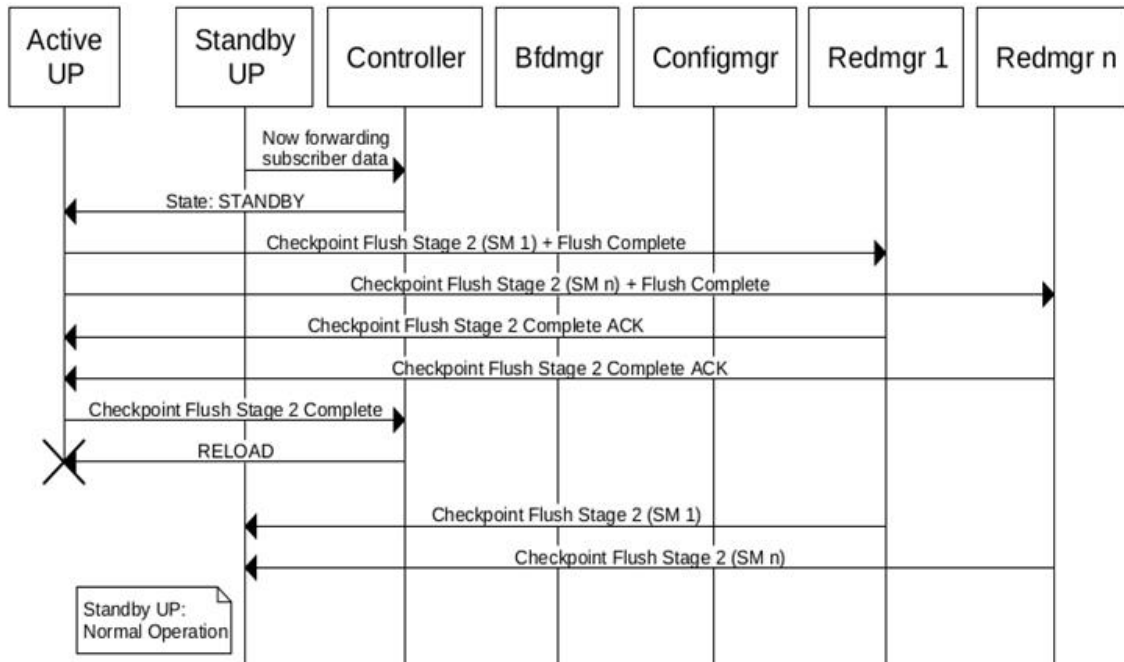 Active
UP
Standby
UP
Controller
Bfdmgr
Configmgr
Redmgr 1
Redmgr n
Now forwarding
subscriber data
State: STANDBY
Checkpoint Flush Stage 2 (SM 1) + Flush Complete
Checkpoint Flush Stage 2 (SM n) + Flush Complete
Checkpoint Flush Stage 2 Complete ACK
Checkpoint Flush Stage 2 Complete ACK
Checkpoint Flush Stage 2 Complete
RELOAD
Checkpoint Flush Stage 2 (SM 1)
Checkpoint Flush Stage 2 (SM n)
Standby UP:
Normal Operation